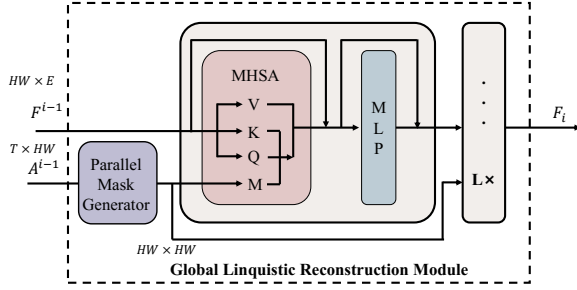 HW × E
F^{i−1}
T × HW
A^{i−1}
Parallel
Mask
Generator
HW × HW
MHSA
V
K
Q
M
M
L
P
. . .
L×
F_i
Global Linquistic Reconstruction Module